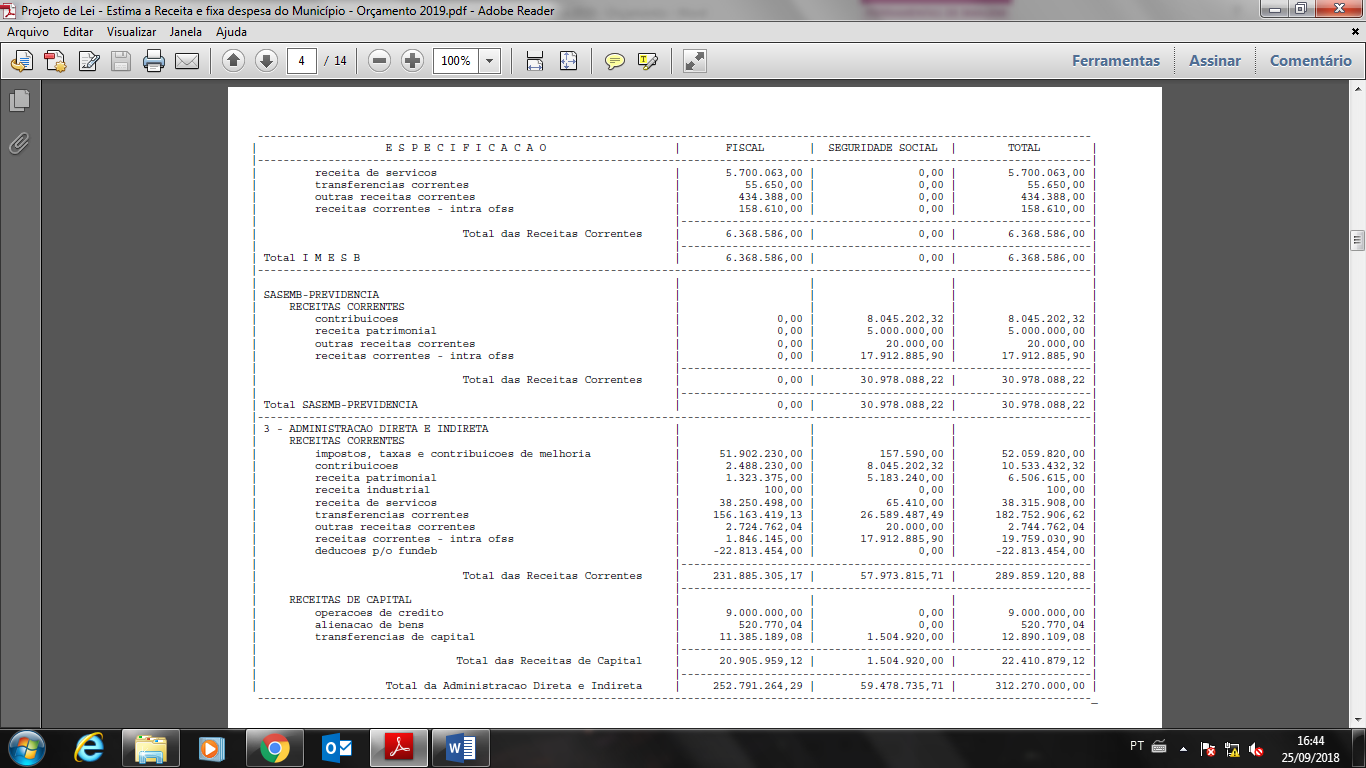 Projeto de Lei - Estima a Receita e fixa despesa do Município - Orçamento 2019.pdf - Adobe Reader
Arquivo Editar Visualizar Janela Ajuda
4 / 14 100% Ferramentas Assinar Comentário
E S P E C I F I C A C A O | FISCAL | SEGURIDADE SOCIAL | TOTAL |
receita de servicos | 5.700.063,00 | 0,00 | 5.700.063,00 |
transferencias correntes | 55.650,00 | 0,00 | 55.650,00 |
outras receitas correntes | 434.388,00 | 0,00 | 434.388,00 |
receitas correntes - intra ofss | 158.610,00 | 0,00 | 158.610,00 |
Total das Receitas Correntes | 6.368.586,00 | 0,00 | 6.368.586,00 |
Total I M E S B | 6.368.586,00 | 0,00 | 6.368.586,00 |
SASEMB-PREVIDENCIA
RECEITAS CORRENTES
contribuicoes | 0,00 | 8.045.202,32 | 8.045.202,32 |
receita patrimonial | 0,00 | 5.000.000,00 | 5.000.000,00 |
outras receitas correntes | 0,00 | 20.000,00 | 20.000,00 |
receitas correntes - intra ofss | 0,00 | 17.912.885,90 | 17.912.885,90 |
Total das Receitas Correntes | 0,00 | 30.978.088,22 | 30.978.088,22 |
Total SASEMB-PREVIDENCIA | 0,00 | 30.978.088,22 | 30.978.088,22 |
3 - ADMINISTRACAO DIRETA E INDIRETA
RECEITAS CORRENTES
impostos, taxas e contribuicoes de melhoria | 51.902.230,00 | 157.590,00 | 52.059.820,00 |
contribuicoes | 2.488.230,00 | 8.045.202,32 | 10.533.432,32 |
receita patrimonial | 1.323.375,00 | 5.183.240,00 | 6.506.615,00 |
receita industrial | 100,00 | 0,00 | 100,00 |
receita de servicos | 38.250.498,00 | 65.410,00 | 38.315.908,00 |
transferencias correntes | 156.163.419,13 | 26.589.487,49 | 182.752.906,62 |
outras receitas correntes | 2.724.762,04 | 20.000,00 | 2.744.762,04 |
receitas correntes - intra ofss | 1.846.145,00 | 17.912.885,90 | 19.759.030,90 |
deducoes p/o fundeb | -22.813.454,00 | 0,00 | -22.813.454,00 |
Total das Receitas Correntes | 231.885.305,17 | 57.973.815,71 | 289.859.120,88 |
RECEITAS DE CAPITAL
operacoes de credito | 9.000.000,00 | 0,00 | 9.000.000,00 |
alienacao de bens | 520.770,04 | 0,00 | 520.770,04 |
transferencias de capital | 11.385.189,08 | 1.504.920,00 | 12.890.109,08 |
Total das Receitas de Capital | 20.905.959,12 | 1.504.920,00 | 22.410.879,12 |
Total da Administracao Direta e Indireta | 252.791.264,29 | 59.478.735,71 | 312.270.000,00 |
PT 16:44
25/09/2018